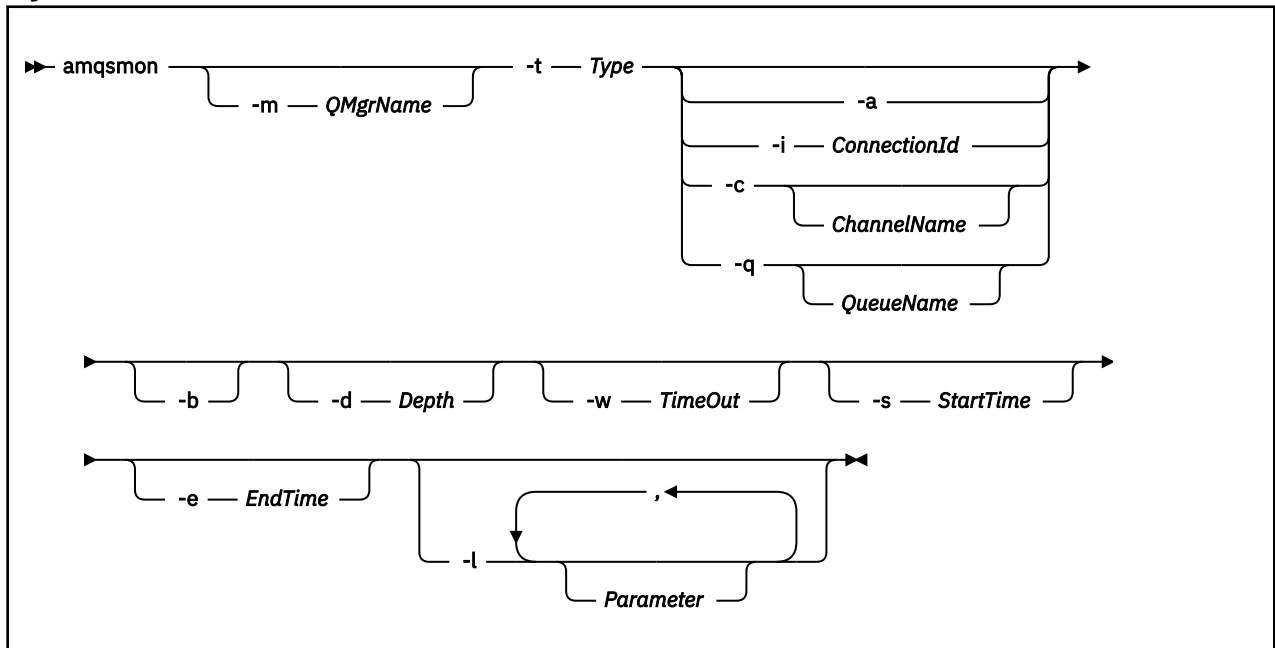 amqsmon -m QMgrName -t Type
-a
-i ConnectionId
-c ChannelName
-q QueueName
-b -d Depth -w TimeOut -s StartTime
-e EndTime
,
-l Parameter